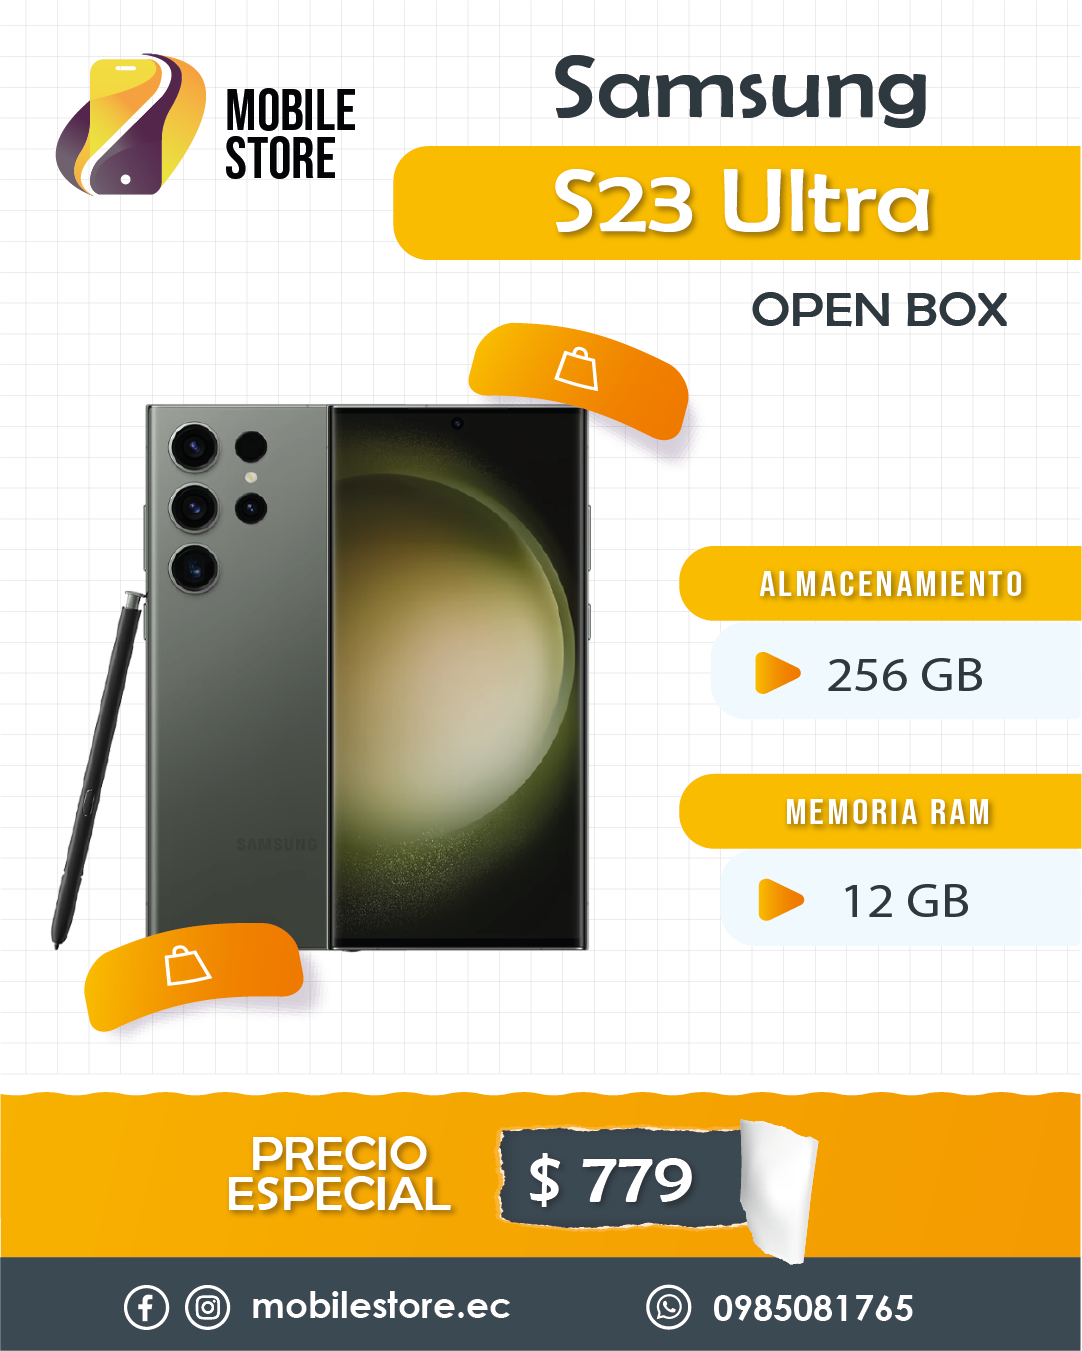 MOBILE
STORE
Samsung
S23 Ultra
OPEN BOX
SAMSUNG
ALMACENAMIENTO
256 GB
MEMORIA RAM
12 GB
PRECIO
ESPECIAL
$ 779
mobilestore.ec
0985081765